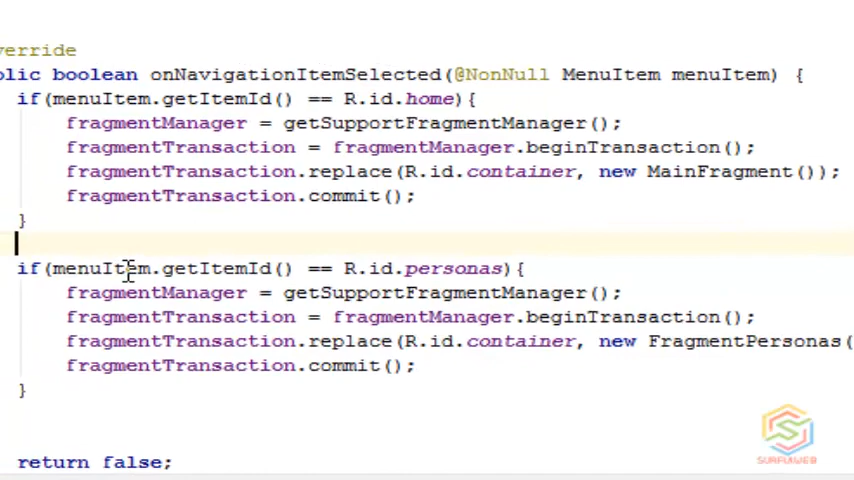 verride
blic boolean onNavigationItemSelected(@NonNull MenuItem menuItem) {
if(menuItem.getItemId() == R.id.home){
fragmentManager = getSupportFragmentManager();
fragmentTransaction = fragmentManager.beginTransaction();
fragmentTransaction.replace(R.id.container, new MainFragment());
fragmentTransaction.commit();
}
if(menuItem.getItemId() == R.id.personas){
fragmentManager = getSupportFragmentManager();
fragmentTransaction = fragmentManager.beginTransaction();
fragmentTransaction.replace(R.id.container, new FragmentPersonas(
fragmentTransaction.commit();
}
return false;